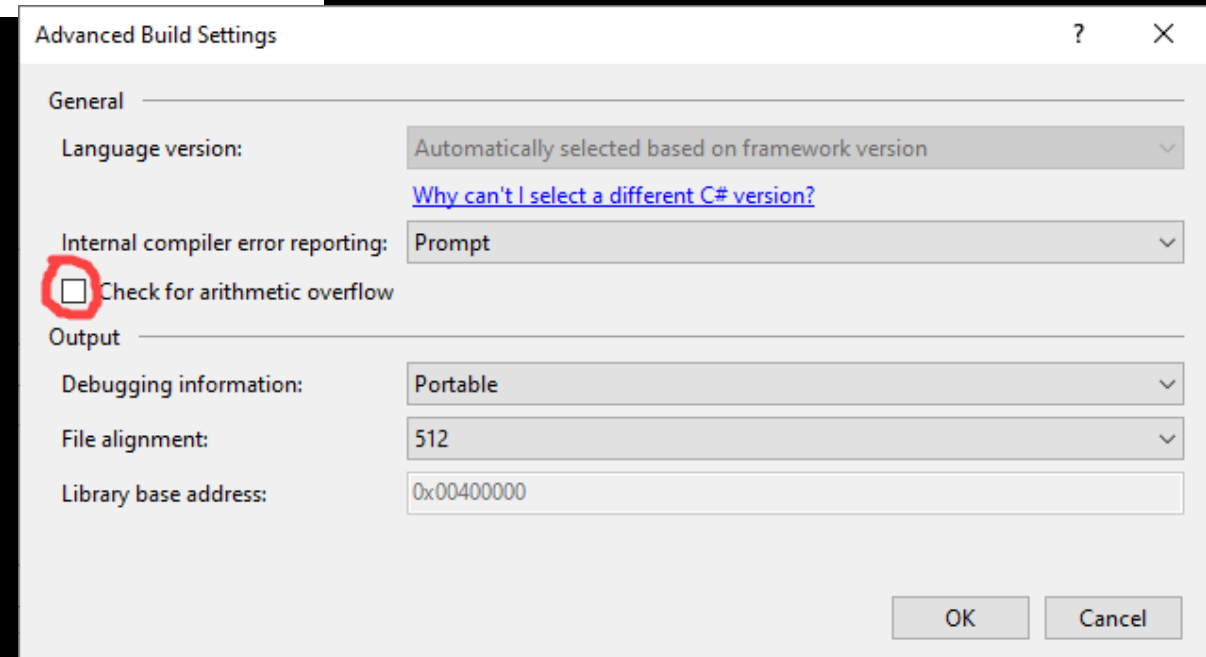 Advanced Build Settings ?
General
Language version: Automatically selected based on framework version
Why can't I select a different C# version?
Internal compiler error reporting: Prompt
Check for arithmetic overflow
Output
Debugging information: Portable
File alignment: 512
Library base address: 0x00400000
OK Cancel